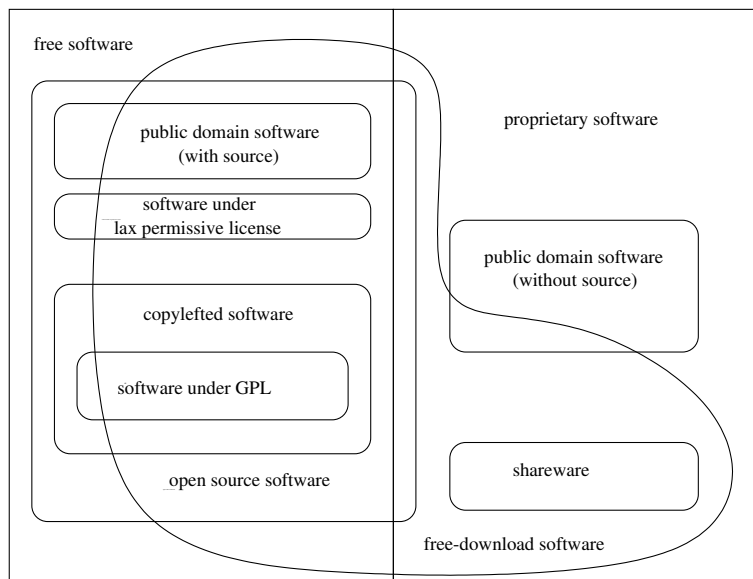 free software
public domain software
(with source)
software under
lax permissive license
copylefted software
software under GPL
open source software
proprietary software
public domain software
(without source)
shareware
free-download software